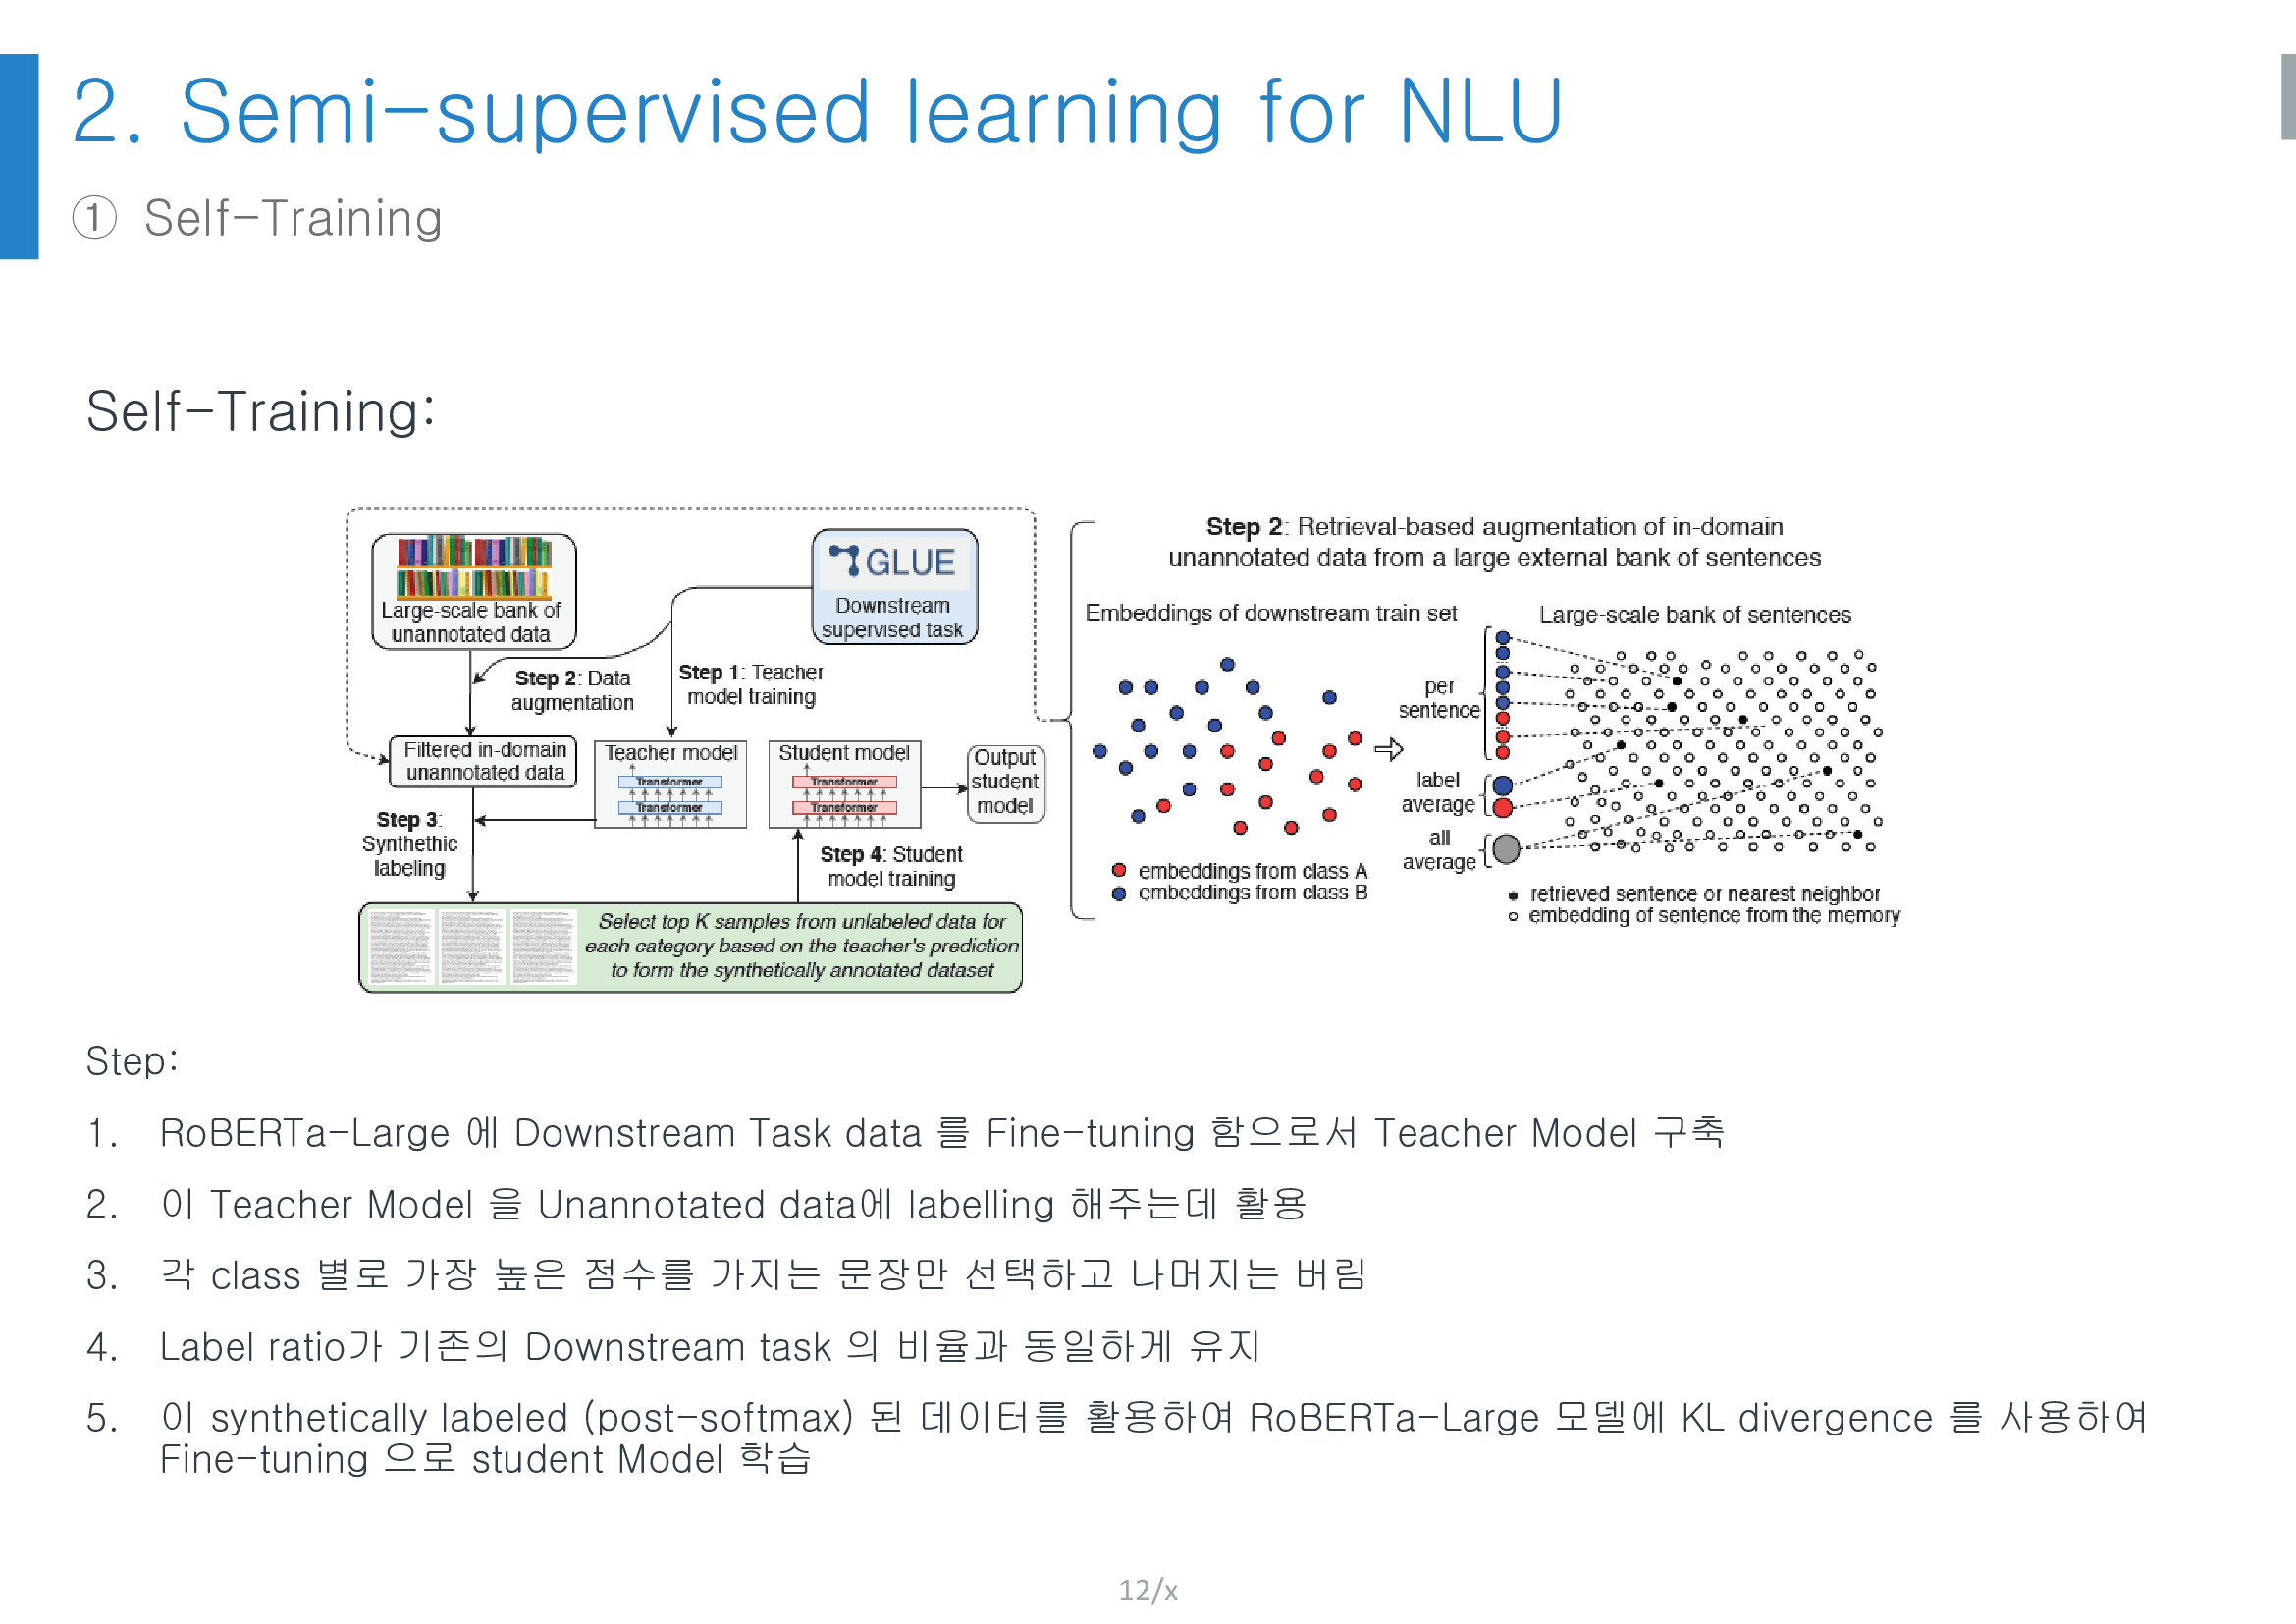 2. Semi-supervised learning for NLU
① Self-Training
Self-Training:
Large-scale bank of
unannotated data
GLUE
Downstream
supervised task
Step 2: Data
augmentation
Step 1: Teacher
model training
Filtered in-domain
unannotated data
Teacher model
Transformer
Transformer
Student model
Transformer
Transformer
Output
student
model
Step 3:
Synthethic
labeling
Step 4: Student
model training
Select top K samples from unlabeled data for
each category based on the teacher's prediction
to form the synthetically annotated dataset
Step 2: Retrieval-based augmentation of in-domain
unannotated data from a large external bank of sentences
Embeddings of downstream train set
Large-scale bank of sentences
per
sentence
label
average
all
average
embeddings from class A
embeddings from class B
retrieved sentence or nearest neighbor
embedding of sentence from the memory
Step:
1. RoBERTa-Large 에 Downstream Task data 를 Fine-tuning 함으로서 Teacher Model 구축
2. 이 Teacher Model 을 Unannotated data에 labelling 해주는데 활용
3. 각 class 별로 가장 높은 점수를 가지는 문장만 선택하고 나머지는 버림
4. Label ratio가 기존의 Downstream task 의 비율과 동일하게 유지
5. 이 synthetically labeled (post-softmax) 된 데이터를 활용하여 RoBERTa-Large 모델에 KL divergence 를 사용하여
Fine-tuning 으로 student Model 학습
12/x